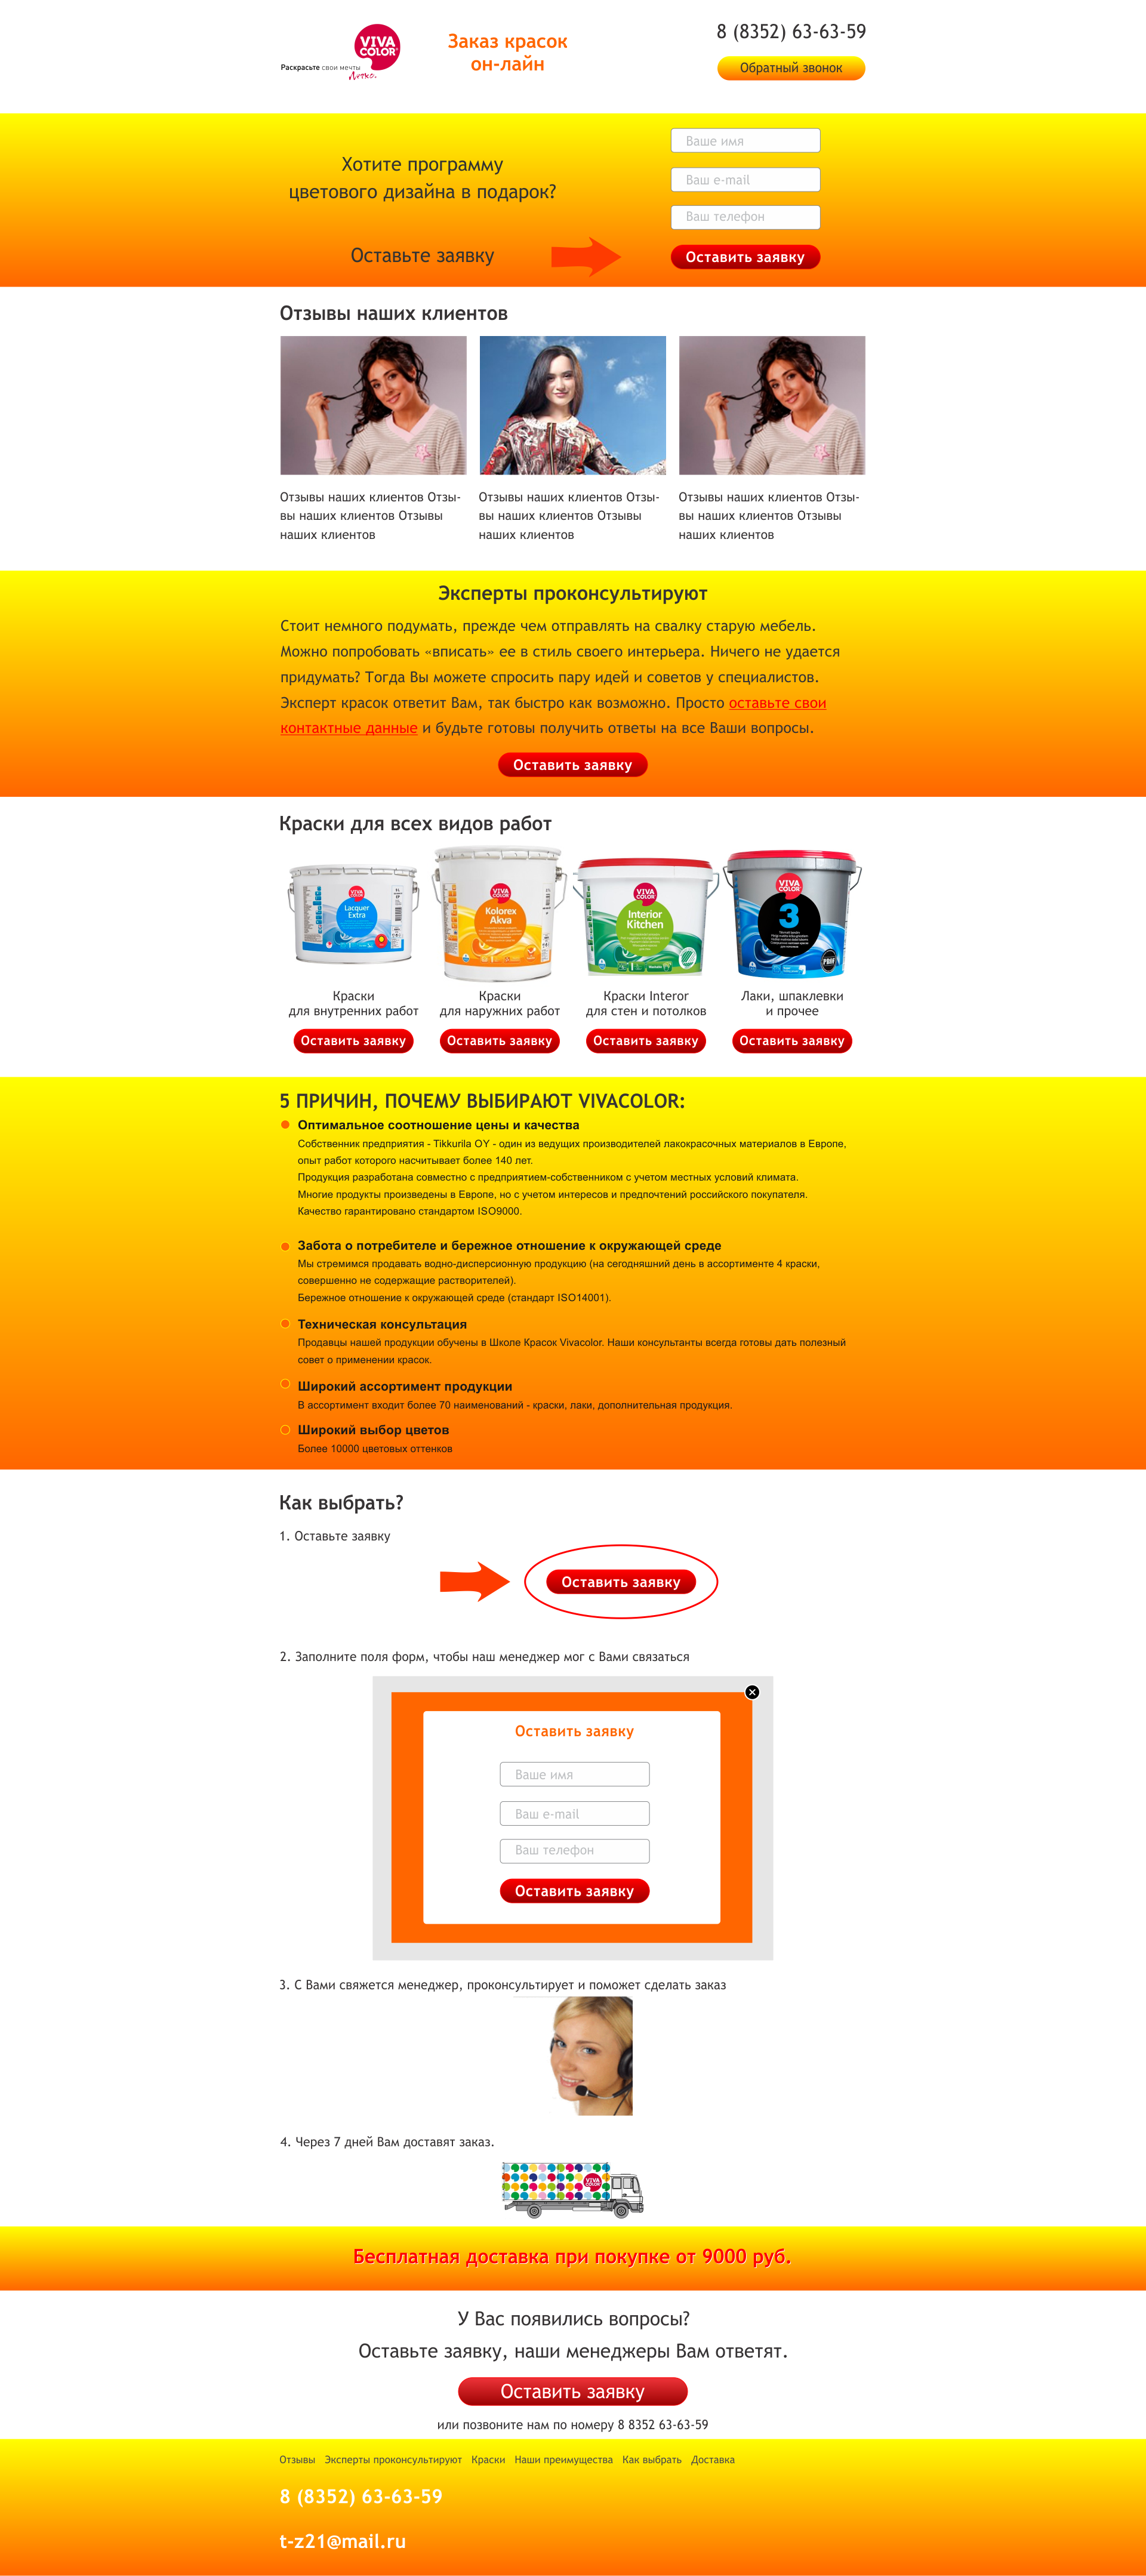 VIVA
COLOR
Раскрасьте свои мечты
Легко.
Заказ красок
он-лайн
8 (8352) 63-63-59
Обратный звонок
Хотите программу
цветового дизайна в подарок?
Оставьте заявку
Ваше имя
Ваш e-mail
Ваш телефон
Оставить заявку
Отзывы наших клиентов
Отзывы наших клиентов Отзы-
вы наших клиентов Отзывы
наших клиентов
Отзывы наших клиентов Отзы-
вы наших клиентов Отзывы
наших клиентов
Отзывы наших клиентов Отзы-
вы наших клиентов Отзывы
наших клиентов
Эксперты проконсультируют
Стоит немного подумать, прежде чем отправлять на свалку старую мебель.
Можно попробовать «вписать» ее в стиль своего интерьера. Ничего не удается
придумать? Тогда Вы можете спросить пару идей и советов у специалистов.
Эксперт красок ответит Вам, так быстро как возможно. Просто оставьте свои
контактные данные и будьте готовы получить ответы на все Ваши вопросы.
Оставить заявку
Краски для всех видов работ
VIVA
COLOR
Lacquer
Extra
VIVA
COLOR
Kolorex
Akva
VIVA
COLOR
Interior
Kitchen
VIVA
COLOR
3
Краски
для внутренних работ
Краски
для наружних работ
Краски Interor
для стен и потолков
Лаки, шпаклевки
и прочее
Оставить заявку
Оставить заявку
Оставить заявку
Оставить заявку
5 ПРИЧИН, ПОЧЕМУ ВЫБИРАЮТ VIVACOLOR:
Оптимальное соотношение цены и качества
Собственник предприятия - Tikkurila OY - один из ведущих производителей лакокрасочных материалов в Европе,
опыт работ которого насчитывает более 140 лет.
Продукция разработана совместно с предприятием-собственником с учетом местных условий климата.
Многие продукты произведены в Европе, но с учетом интересов и предпочтений российского покупателя.
Качество гарантировано стандартом ISO9000.
Забота о потребителе и бережное отношение к окружающей среде
Мы стремимся продавать водно-дисперсионную продукцию (на сегодняшний день в ассортименте 4 краски,
совершенно не содержащие растворителей).
Бережное отношение к окружающей среде (стандарт ISO14001).
Техническая консультация
Продавцы нашей продукции обучены в Школе Красок Vivacolor. Наши консультанты всегда готовы дать полезный
совет о применении красок.
Широкий ассортимент продукции
В ассортимент входит более 70 наименований - краски, лаки, дополнительная продукция.
Широкий выбор цветов
Более 10000 цветовых оттенков
Как выбрать?
1. Оставьте заявку
Оставить заявку
2. Заполните поля форм, чтобы наш менеджер мог с Вами связаться
Оставить заявку
Ваше имя
Ваш e-mail
Ваш телефон
Оставить заявку
3. С Вами свяжется менеджер, проконсультирует и поможет сделать заказ
4. Через 7 дней Вам доставят заказ.
VIVA
COLOR
Бесплатная доставка при покупке от 9000 руб.
У Вас появились вопросы?
Оставьте заявку, наши менеджеры Вам ответят.
Оставить заявку
или позвоните нам по номеру 8 8352 63-63-59
Отзывы Эксперты проконсультируют Краски Наши преимущества Как выбрать Доставка
8 (8352) 63-63-59
t-z21@mail.ru